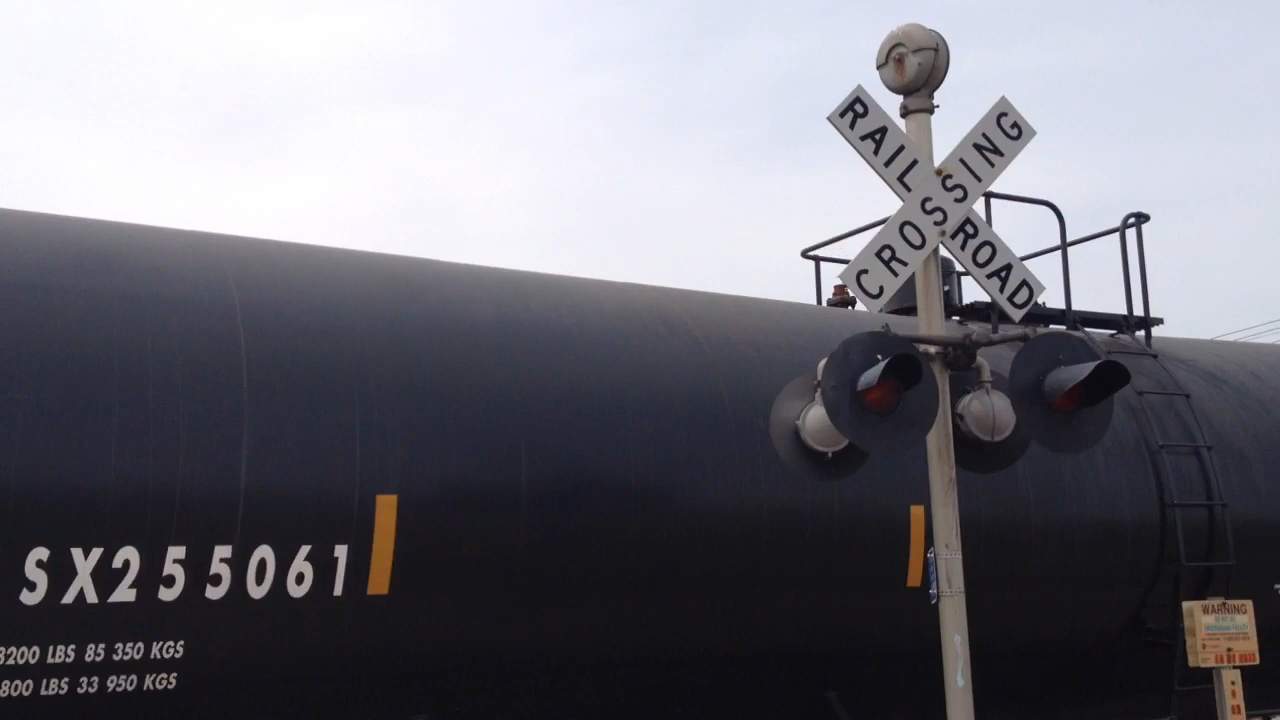 RAIL ROAD
CROSSING
SX255061
3200 LBS 85 350 KGS
800 LBS 33 950 KGS
WARNING